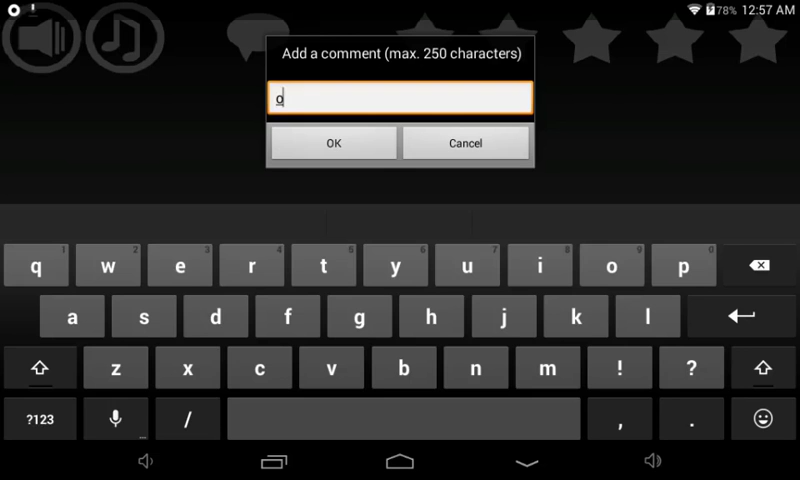 78% 12:57 AM
Add a comment (max. 250 characters)
o
OK Cancel
1 2 3 4 5 6 7 8 9 0
q w e r t y u i o p
a s d f g h j k l
z x c v b n m ! ?
?123 / , .